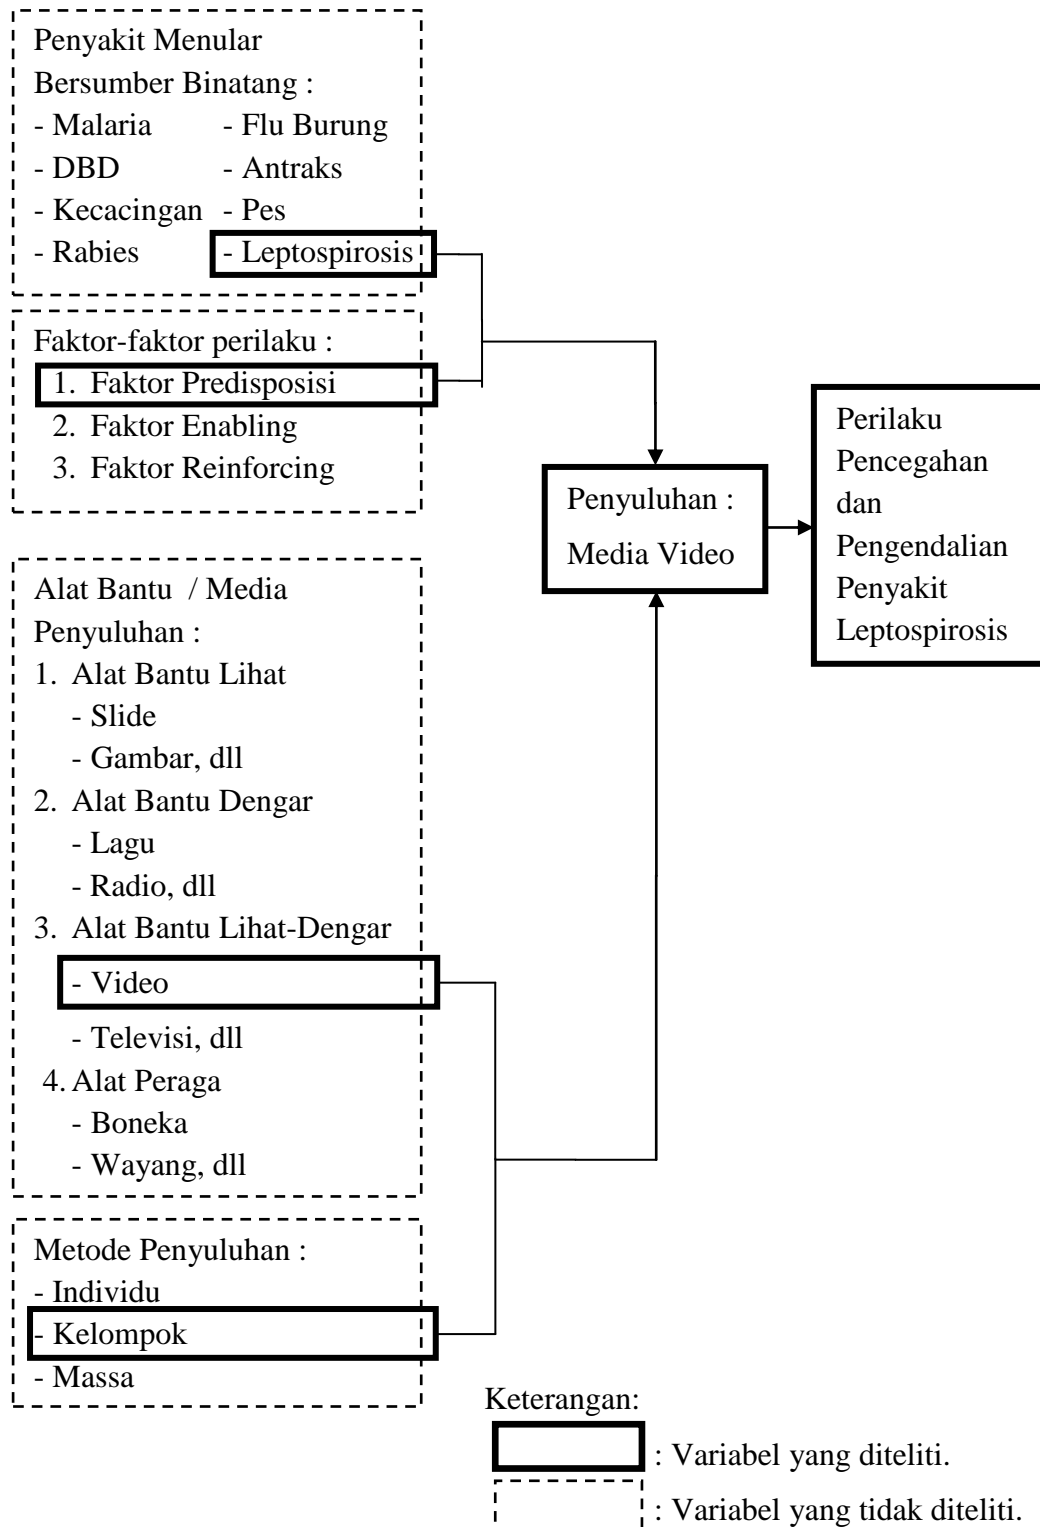 Penyakit Menular
Bersumber Binatang :
- Malaria - Flu Burung
- DBD - Antraks
- Kecacingan - Pes
- Rabies - Leptospirosis
Faktor-faktor perilaku :
1. Faktor Predisposisi
2. Faktor Enabling
3. Faktor Reinforcing
Alat Bantu / Media
Penyuluhan :
1. Alat Bantu Lihat
- Slide
- Gambar, dll
2. Alat Bantu Dengar
- Lagu
- Radio, dll
3. Alat Bantu Lihat-Dengar
- Video
- Televisi, dll
4. Alat Peraga
- Boneka
- Wayang, dll
Metode Penyuluhan :
- Individu
- Kelompok
- Massa
Penyuluhan :
Media Video
Perilaku
Pencegahan
dan
Pengendalian
Penyakit
Leptospirosis
Keterangan:
: Variabel yang diteliti.
: Variabel yang tidak diteliti.